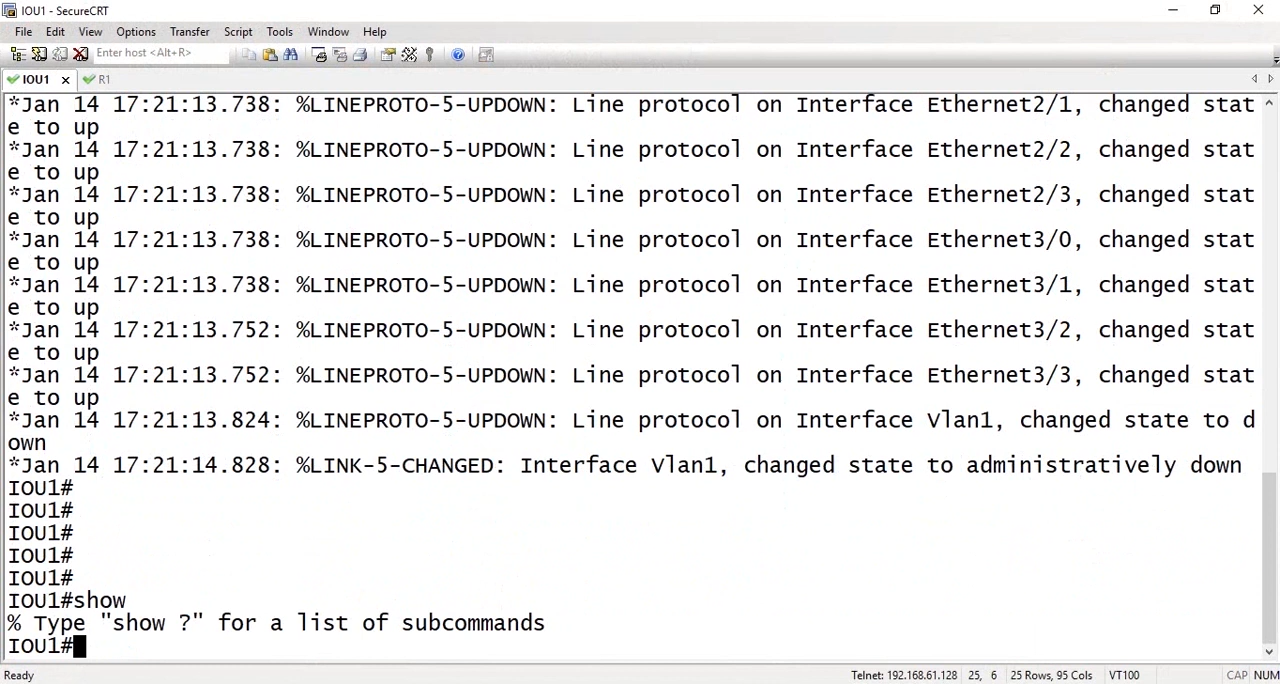 IOU1 - SecureCRT
File Edit View Options Transfer Script Tools Window Help
Enter host <Alt+R>
IOU1 R1
*Jan 14 17:21:13.738: %LINEPROTO-5-UPDOWN: Line protocol on Interface Ethernet2/1, changed stat
e to up
*Jan 14 17:21:13.738: %LINEPROTO-5-UPDOWN: Line protocol on Interface Ethernet2/2, changed stat
e to up
*Jan 14 17:21:13.738: %LINEPROTO-5-UPDOWN: Line protocol on Interface Ethernet2/3, changed stat
e to up
*Jan 14 17:21:13.738: %LINEPROTO-5-UPDOWN: Line protocol on Interface Ethernet3/0, changed stat
e to up
*Jan 14 17:21:13.738: %LINEPROTO-5-UPDOWN: Line protocol on Interface Ethernet3/1, changed stat
e to up
*Jan 14 17:21:13.752: %LINEPROTO-5-UPDOWN: Line protocol on Interface Ethernet3/2, changed stat
e to up
*Jan 14 17:21:13.752: %LINEPROTO-5-UPDOWN: Line protocol on Interface Ethernet3/3, changed stat
e to up
*Jan 14 17:21:13.824: %LINEPROTO-5-UPDOWN: Line protocol on Interface Vlan1, changed state to d
own
*Jan 14 17:21:14.828: %LINK-5-CHANGED: Interface Vlan1, changed state to administratively down
IOU1#
IOU1#
IOU1#
IOU1#
IOU1#
IOU1#show
% Type "show ?" for a list of subcommands
IOU1#
Ready Telnet: 192.168.61.128 25, 6 25 Rows, 95 Cols VT100 CAP NUM